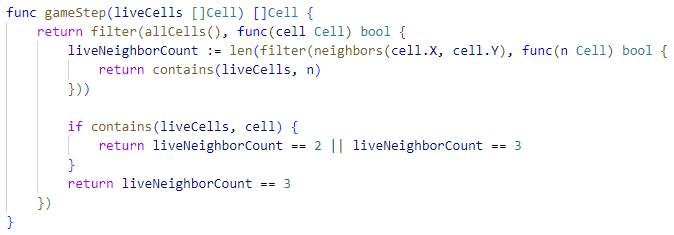 func gameStep(liveCells []Cell) []Cell {
    return filter(allCells(), func(cell Cell) bool {
        liveNeighborCount := len(filter(neighbors(cell.X, cell.Y), func(n Cell) bool {
            return contains(liveCells, n)
        }))

        if contains(liveCells, cell) {
            return liveNeighborCount == 2 || liveNeighborCount == 3
        }
        return liveNeighborCount == 3
    })
}